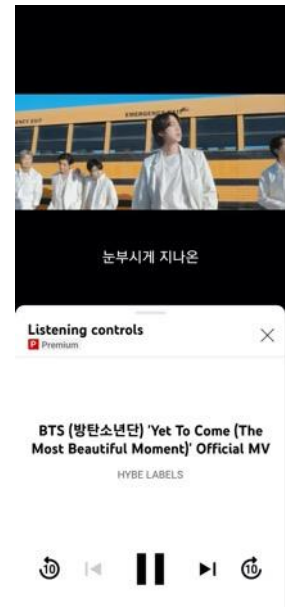 EMERGENCY EXIT
눈부시게 지나온
Listening controls
P Premium
BTS (방탄소년단) 'Yet To Come (The
Most Beautiful Moment)' Official MV
HYBE LABELS
10
10